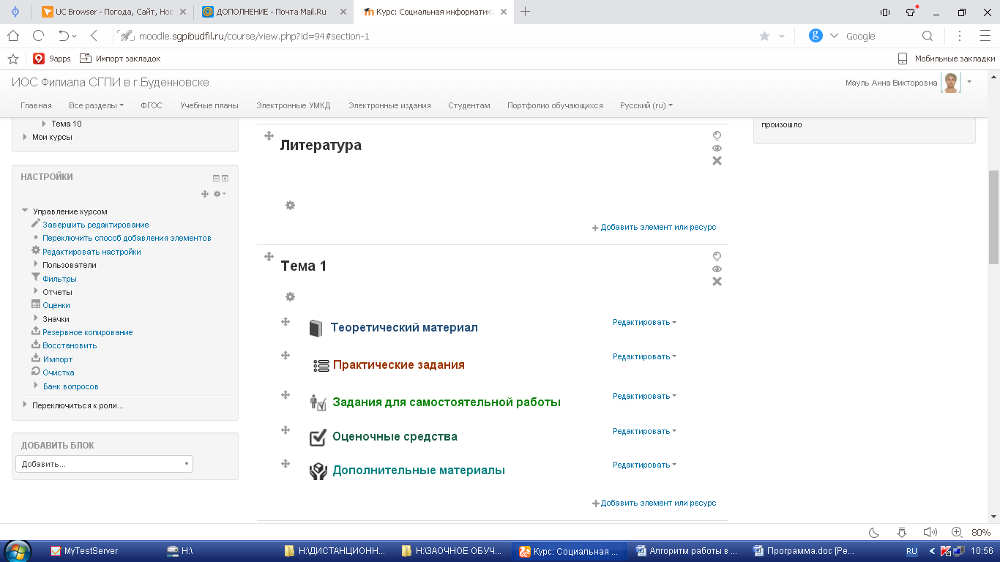 UC Browser - Погода, Сайт, Нов
ДОПОЛНЕНИЕ - Почта Mail.Ru
Курс: Социальная информатика
moodle.sgpibudfil.ru/course/view.php?id=94#section-1
Google
9apps
Импорт закладок
Мобильные закладки
ИОС Филиала СГПИ в г.Буденновске
Мауль Анна Викторовна
Главная
Все разделы
ФГОС
Учебные планы
Электронные УМКД
Электронные издания
Студентам
Портфолио обучающихся
Русский (ru)
Тема 10
Мои курсы
НАСТРОЙКИ
Управление курсом
Завершить редактирование
Переключить способ добавления элементов
Редактировать настройки
Пользователи
Фильтры
Отчеты
Оценки
Значки
Резервное копирование
Восстановить
Импорт
Очистка
Банк вопросов
Переключиться к роли...
ДОБАВИТЬ БЛОК
Добавить...
Литература
Добавить элемент или ресурс
Тема 1
Теоретический материал
Редактировать
Практические задания
Редактировать
Задания для самостоятельной работы
Редактировать
Оценочные средства
Редактировать
Дополнительные материалы
Редактировать
Добавить элемент или ресурс
произошло
80%
MyTestServer
H:\
H:\ДИСТАНЦИОНН...
H:\ЗАОЧНОЕ ОБУЧ...
Курс: Социальная ...
Алгоритм работы в ...
Программа.doc [Ре...
RU
10:56